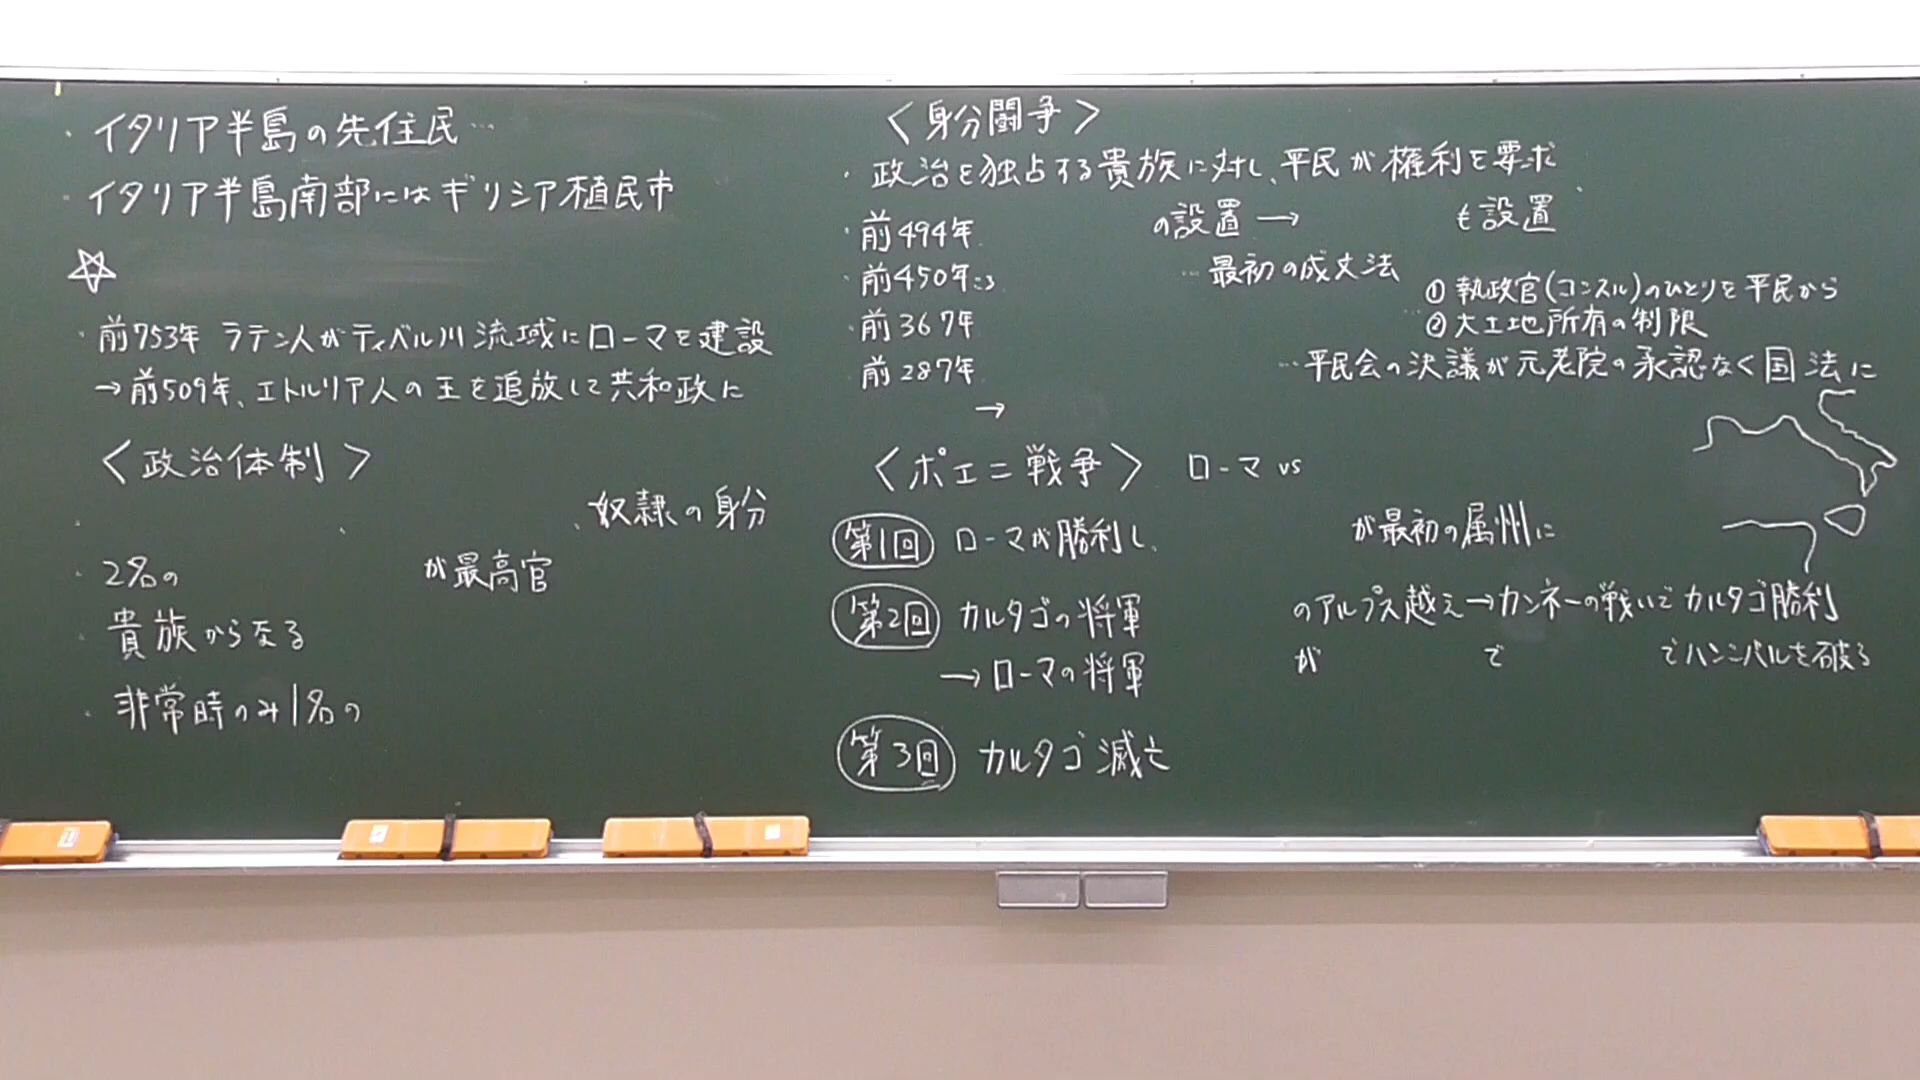 ・イタリア半島の先住民…
・イタリア半島南部にはギリシア植民市
☆
・前753年 ラテン人がティベル川流域にローマを建設
→前509年、エトルリア人の王を追放して共和政に
〈政治体制〉
・ 、 、奴隷の身分
・2名の が最高官
・貴族からなる
・非常時のみ1名の
〈身分闘争〉
・政治を独占する貴族に対し、平民が権利を要求
・前494年 の設置→ も設置
・前450年ころ …最初の成文法
・前367年 ①執政官(コンスル)のひとりを平民から
②大土地所有の制限
・前287年 …平民会の決議が元老院の承認なく国法に
→
〈ポエニ戦争〉 ローマvs
第1回 ローマが勝利し、 が最初の属州に
第2回 カルタゴの将軍 のアルプス越え→カンネーの戦いでカルタゴ勝利
→ローマの将軍 が で でハンニバルを破る
第3回 カルタゴ滅亡